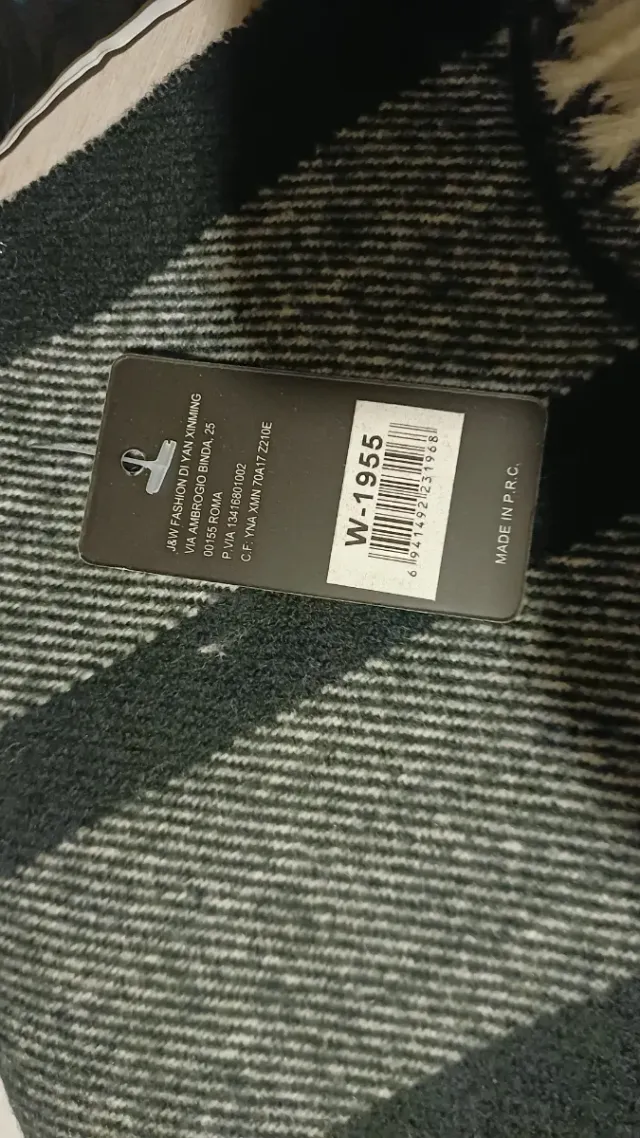 J&W FASHION DI YAN XINMING
VIA AMBROGIO BINDA, 25
00155 ROMA
P.VIA 13416801002
C.F. YNA XMN 70A17 Z210E
W-1955
6 941492 231968
MADE IN P.R.C.